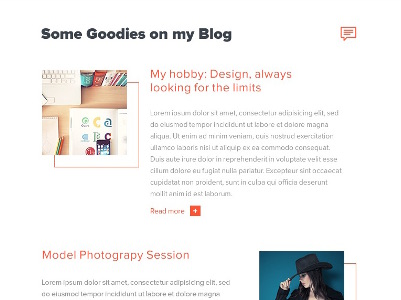 Some Goodies on my Blog
My hobby: Design, always
looking for the limits
Lorem ipsum dolor sit amet, consectetur adipisicing elit, sed do
eiusmod tempor incididunt ut labore et dolore magna aliqua.
Ut enim ad minim veniam, cuis nostrud exercitation ullamco
laboris nisi ut aliquip ex ea commodo consequat.
Duis aute irure dolor in reprehenderit in voluptate velit esse
dolore eu fugiat nulla pariatur. Excepteur sint occaecat
cupidatat non proident, sunt in culpa qui officia deserunt
mollit anim id est laborum.
Read more +
Model Photograpy Session
Lorem ipsum dolor sit amet, consectetur adipisicing elit, sed do
eiusmod tempor incididunt ut labore et dolore magna aliqua.